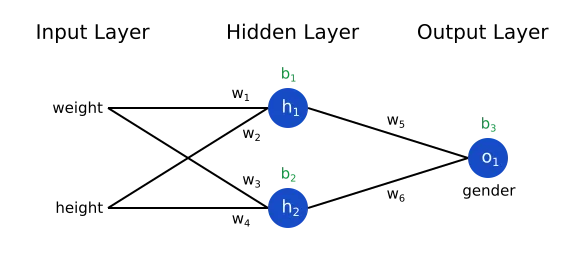 Input Layer Hidden Layer Output Layer
b₁
weight w₁ h₁
w₂ w₅ b₃
o₁
b₂ gender
w₃ w₆
height h₂
w₄